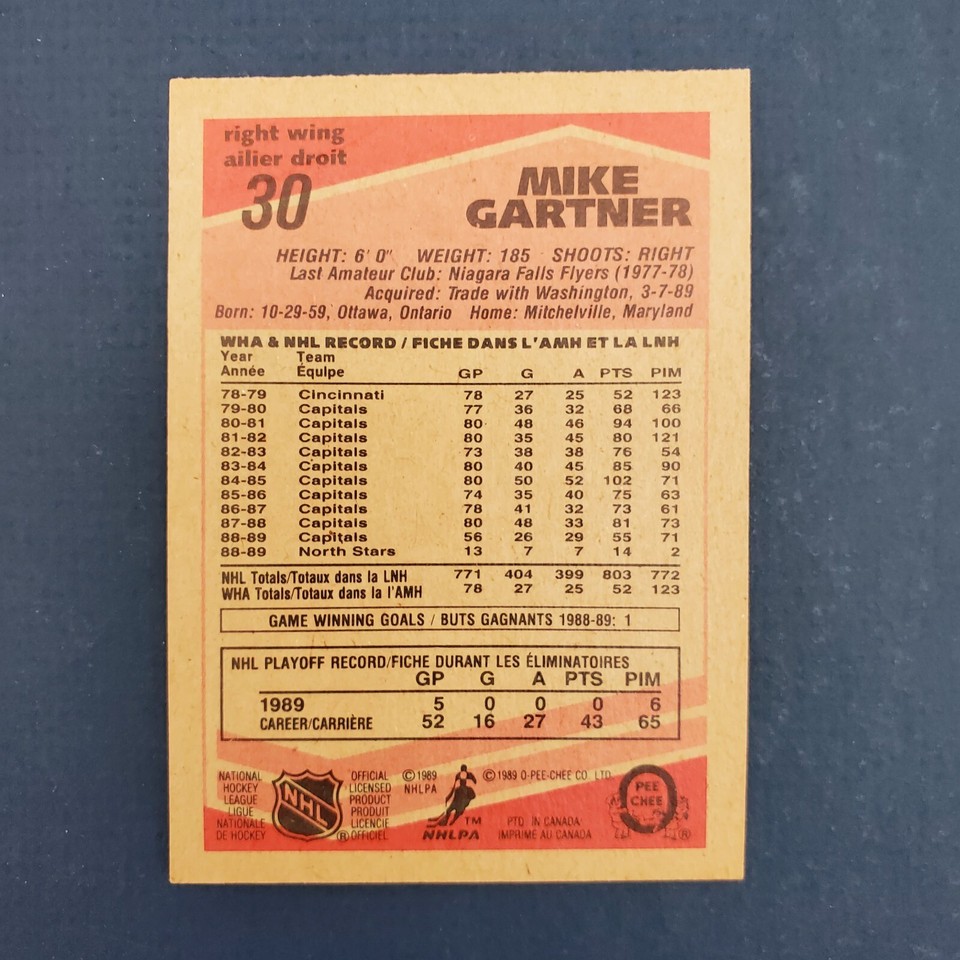 right wing
ailier droit
30
MIKE
GARTNER
HEIGHT: 6' 0" WEIGHT: 185 SHOOTS: RIGHT
Last Amateur Club: Niagara Falls Flyers (1977-78)
Acquired: Trade with Washington, 3-7-89
Born: 10-29-59, Ottawa, Ontario Home: Mitchelville, Maryland
WHA & NHL RECORD / FICHE DANS L'AMH ET LA LNH
Year Team
Année Équipe GP G A PTS PIM
78-79 Cincinnati 78 27 25 52 123
79-80 Capitals 77 36 32 68 66
80-81 Capitals 80 48 46 94 100
81-82 Capitals 80 35 45 80 121
82-83 Capitals 73 38 38 76 54
83-84 Capitals 80 40 45 85 90
84-85 Capitals 80 50 52 102 71
85-86 Capitals 74 35 40 75 63
86-87 Capitals 78 41 32 73 61
87-88 Capitals 80 48 33 81 73
88-89 Capitals 56 26 29 55 71
88-89 North Stars 13 7 7 14 2
NHL Totals/Totaux dans la LNH 771 404 399 803 772
WHA Totals/Totaux dans la l'AMH 78 27 25 52 123
GAME WINNING GOALS / BUTS GAGNANTS 1988-89: 1
NHL PLAYOFF RECORD/FICHE DURANT LES ÉLIMINATOIRES
GP G A PTS PIM
1989 5 0 0 0 6
CAREER/CARRIÈRE 52 16 27 43 65
NATIONAL
HOCKEY
LEAGUE
LIGUE
NATIONALE
DE HOCKEY
NHL
OFFICIAL
LICENSED
PRODUCT
PRODUIT
LICENCIE
® OFFICIEL
© 1989
NHLPA
TM
NHLPA
© 1989 O-PEE-CHEE CO. LTD.
PTD. IN CANADA
IMPRIMÉ AU CANADA
O
PEE
CHEE
®